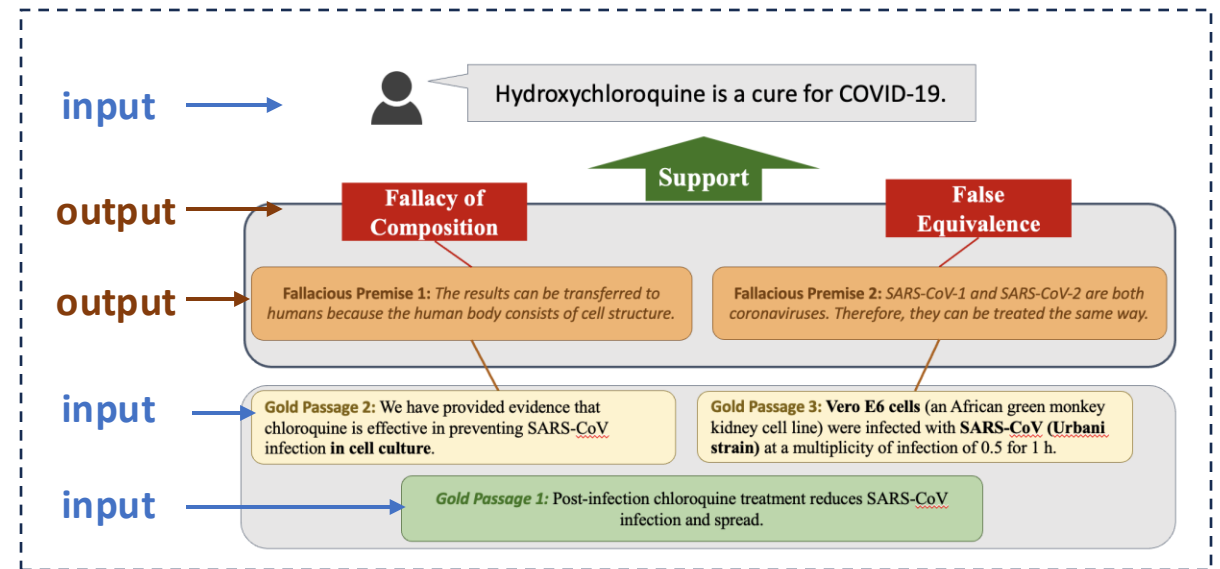 input
Hydroxychloroquine is a cure for COVID-19.
Support
output
Fallacy of
Composition
False
Equivalence
output
Fallacious Premise 1: The results can be transferred to
humans because the human body consists of cell structure.
Fallacious Premise 2: SARS-CoV-1 and SARS-CoV-2 are both
coronaviruses. Therefore, they can be treated the same way.
input
Gold Passage 2: We have provided evidence that
chloroquine is effective in preventing SARS-CoV
infection in cell culture.
Gold Passage 3: Vero E6 cells (an African green monkey
kidney cell line) were infected with SARS-CoV (Urbani
strain) at a multiplicity of infection of 0.5 for 1 h.
input
Gold Passage 1: Post-infection chloroquine treatment reduces SARS-CoV
infection and spread.